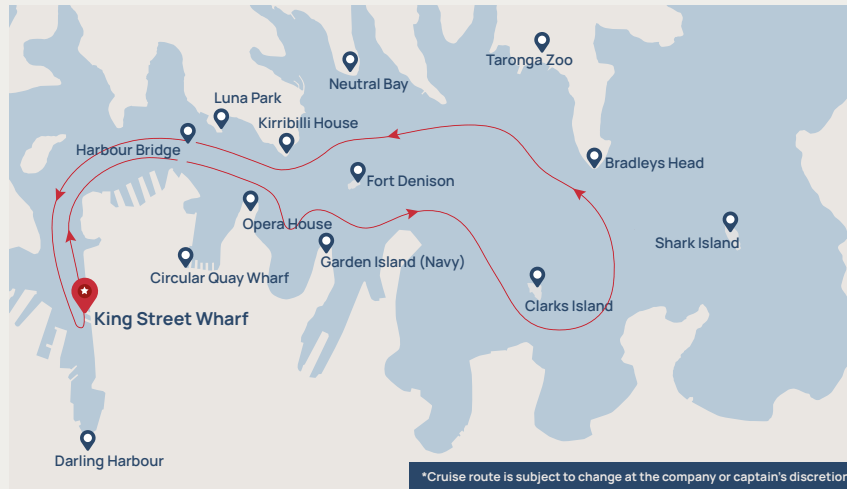 Taronga Zoo
Neutral Bay
Luna Park
Kirribilli House
Harbour Bridge
Bradleys Head
Fort Denison
Opera House
Shark Island
Garden Island (Navy)
Circular Quay Wharf
Clarks Island
King Street Wharf
Darling Harbour
*Cruise route is subject to change at the company or captain's discretion